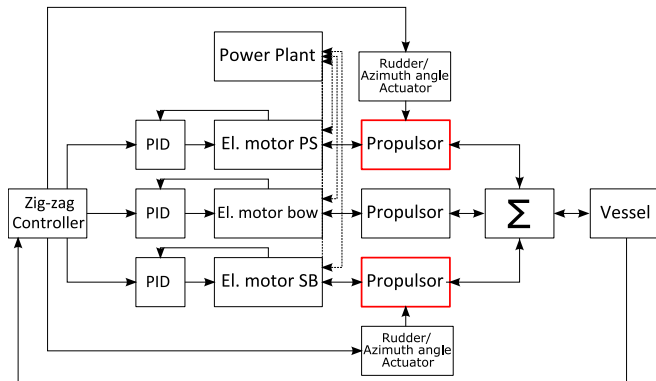 Power Plant
Rudder/
Azimuth angle
Actuator
PID
El. motor PS
Propulsor
Zig-zag
Controller
PID
El. motor bow
Propulsor
Σ
Vessel
PID
El. motor SB
Propulsor
Rudder/
Azimuth angle
Actuator